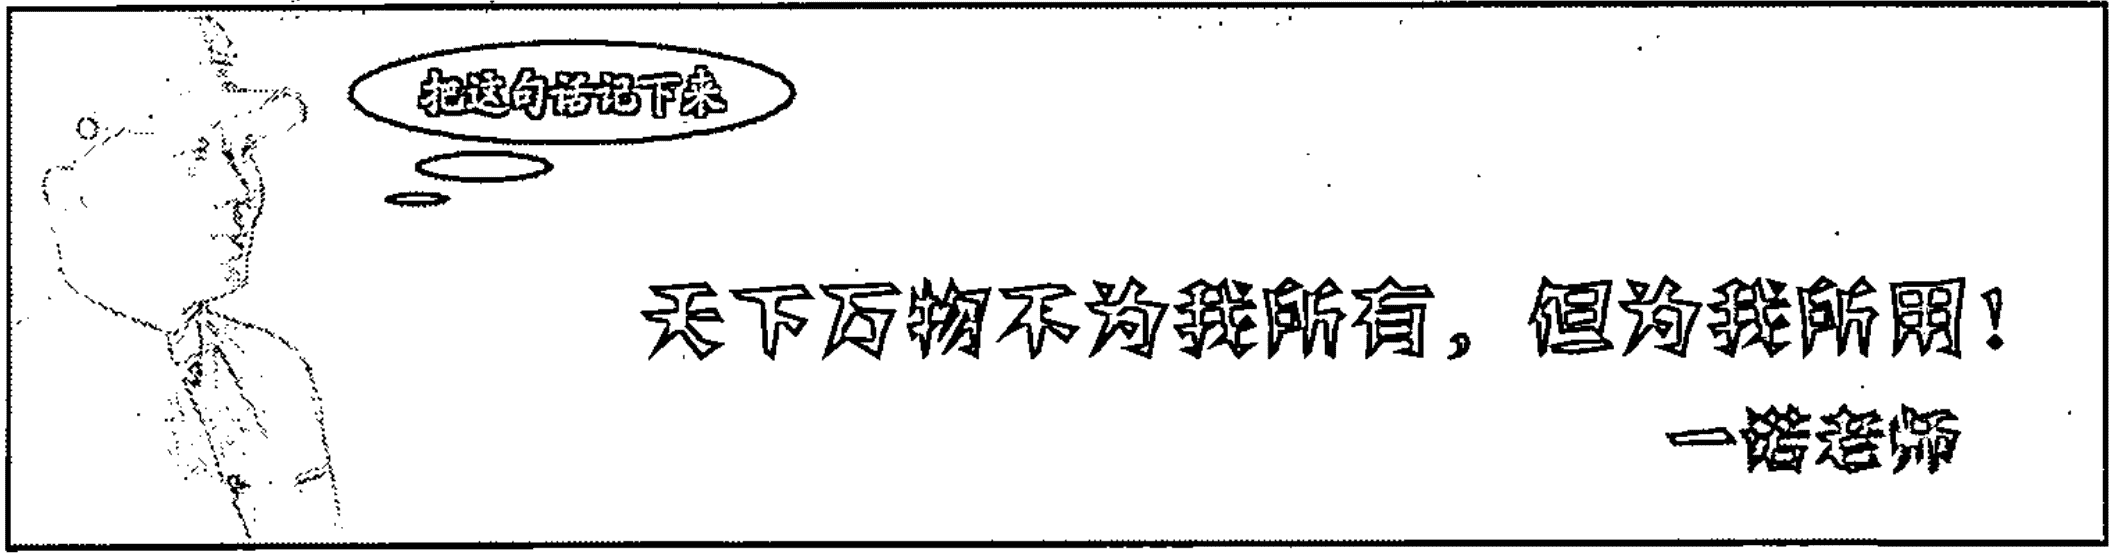 把这句话记下来
天下万物不为我所有，但为我所用！
一诺老师